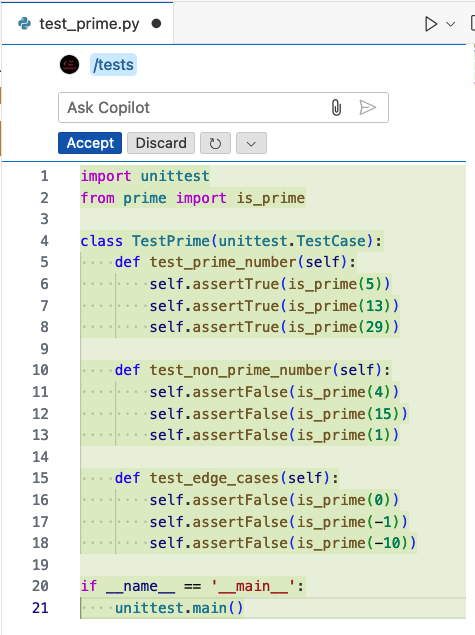 test_prime.py
/tests
Ask Copilot
Accept Discard
1 import unittest
2 from prime import is_prime
3
4 class TestPrime(unittest.TestCase):
5 def test_prime_number(self):
6 self.assertTrue(is_prime(5))
7 self.assertTrue(is_prime(13))
8 self.assertTrue(is_prime(29))
9
10 def test_non_prime_number(self):
11 self.assertFalse(is_prime(4))
12 self.assertFalse(is_prime(15))
13 self.assertFalse(is_prime(1))
14
15 def test_edge_cases(self):
16 self.assertFalse(is_prime(0))
17 self.assertFalse(is_prime(-1))
18 self.assertFalse(is_prime(-10))
19
20 if __name__ == '__main__':
21 unittest.main()